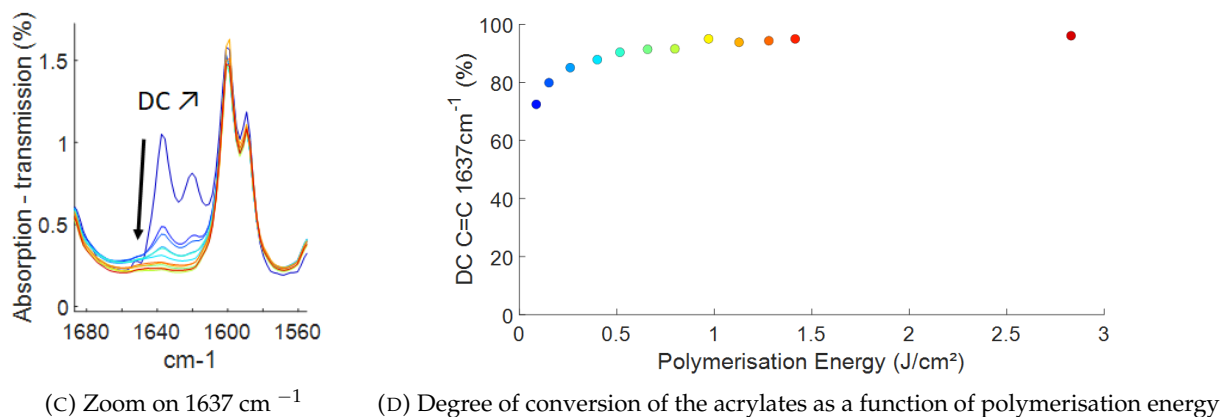 Absorption - transmission (%)
1.5
1
0.5
0
DC ↗
1680 1640 1600 1560
cm-1
(C) Zoom on 1637 cm ⁻¹
DC C=C 1637cm⁻¹ (%)
100
80
60
40
20
0
0 0.5 1 1.5 2 2.5 3
Polymerisation Energy (J/cm²)
(D) Degree of conversion of the acrylates as a function of polymerisation energy